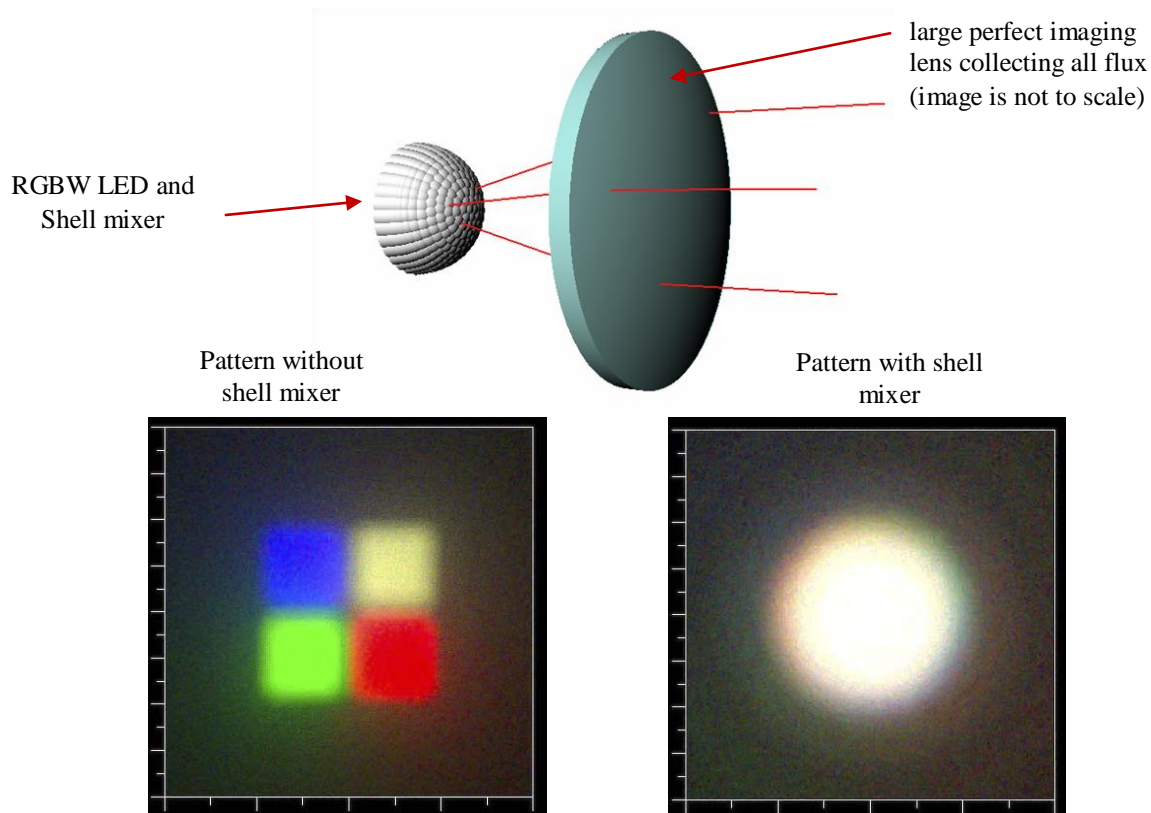 large perfect imaging
lens collecting all flux
(image is not to scale)
RGBW LED and
Shell mixer
Pattern without
shell mixer
Pattern with shell
mixer